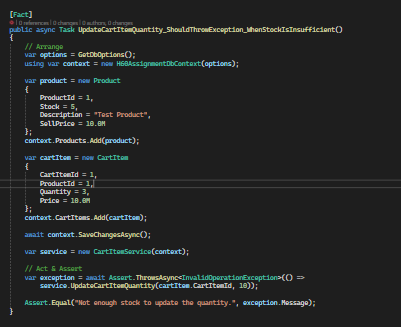 [Fact]
| 0 references | 0 changes | 0 authors, 0 changes
public async Task UpdateCartItemQuantity_ShouldThrowException_WhenStockIsInsufficient()
{
    // Arrange
    var options = GetDbOptions();
    using var context = new H60AssignmentDbContext(options);

    var product = new Product
    {
        ProductId = 1,
        Stock = 5,
        Description = "Test Product",
        SellPrice = 10.0M
    };
    context.Products.Add(product);

    var cartItem = new CartItem
    {
        CartItemId = 1,
        ProductId = 1,
        Quantity = 3,
        Price = 10.0M
    };
    context.CartItems.Add(cartItem);

    await context.SaveChangesAsync();

    var service = new CartItemService(context);

    // Act & Assert
    var exception = await Assert.ThrowsAsync<InvalidOperationException>(() =>
        service.UpdateCartItemQuantity(cartItem.CartItemId, 10));

    Assert.Equal("Not enough stock to update the quantity.", exception.Message);
}